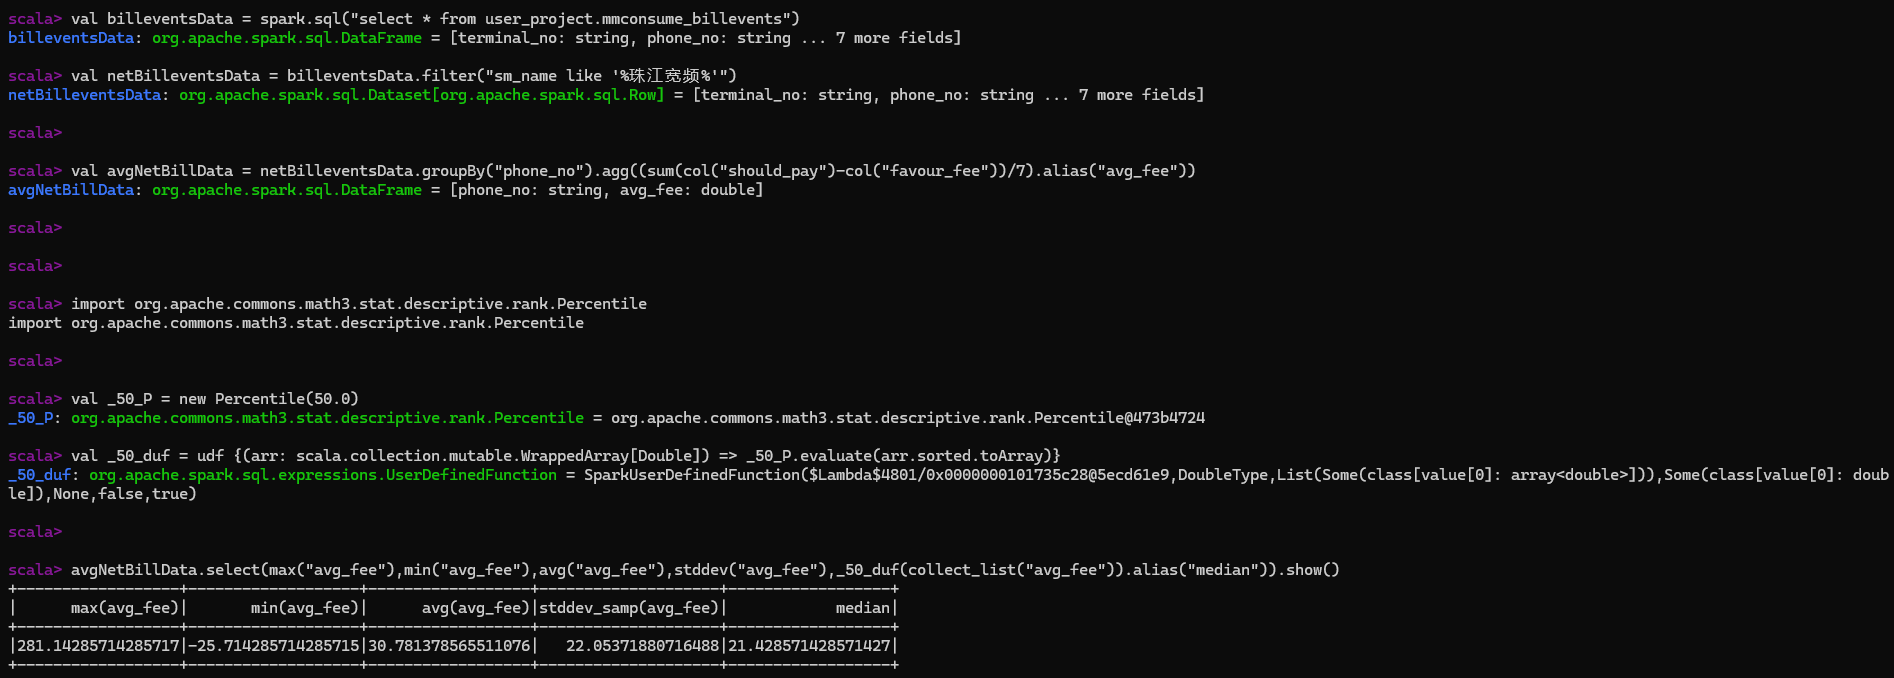 scala> val billeventsData = spark.sql("select * from user_project.mmconsume_billevents")
billeventsData: org.apache.spark.sql.DataFrame = [terminal_no: string, phone_no: string ... 7 more fields]
scala> val netBilleventsData = billeventsData.filter("sm_name like '%珠江宽频%'")
netBilleventsData: org.apache.spark.sql.Dataset[org.apache.spark.sql.Row] = [terminal_no: string, phone_no: string ... 7 more fields]
scala>
scala> val avgNetBillData = netBilleventsData.groupBy("phone_no").agg((sum(col("should_pay")-col("favour_fee"))/7).alias("avg_fee"))
avgNetBillData: org.apache.spark.sql.DataFrame = [phone_no: string, avg_fee: double]
scala>
scala>
scala> import org.apache.commons.math3.stat.descriptive.rank.Percentile
import org.apache.commons.math3.stat.descriptive.rank.Percentile
scala>
scala> val _50_P = new Percentile(50.0)
_50_P: org.apache.commons.math3.stat.descriptive.rank.Percentile = org.apache.commons.math3.stat.descriptive.rank.Percentile@473b4724
scala> val _50_duf = udf {(arr: scala.collection.mutable.WrappedArray[Double]) => _50_P.evaluate(arr.sorted.toArray)}
_50_duf: org.apache.spark.sql.expressions.UserDefinedFunction = SparkUserDefinedFunction($Lambda$4801/0x0000000101735c28@5ecd61e9,DoubleType,List(Some(class[value[0]: array<double>])),Some(class[value[0]: doub
le]),None,false,true)
scala>
scala> avgNetBillData.select(max("avg_fee"),min("avg_fee"),avg("avg_fee"),stddev("avg_fee"),_50_duf(collect_list("avg_fee")).alias("median")).show()
+------------------+-------------------+------------------+--------------------+------------------+
|      max(avg_fee)|       min(avg_fee)|      avg(avg_fee)|stddev_samp(avg_fee)|            median|
+------------------+-------------------+------------------+--------------------+------------------+
|281.14285714285717|-25.714285714285715|30.781378565511076|   22.05371880716488|21.428571428571427|
+------------------+-------------------+------------------+--------------------+------------------+